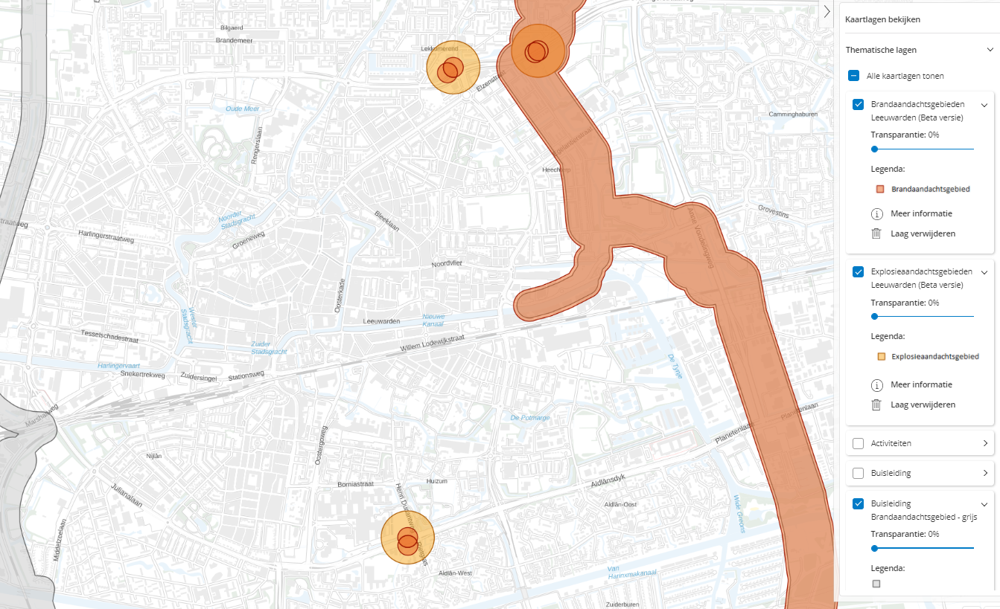 Bilgaerd
Brandemeer
Lekkumerend
Elzenstraat
Camminghaburen
Oude Meer
Rengerslaan
Heechterp
Grovestins
Anne Vondelingweg
Noorder
Stadsgracht
Bleeklaan
Groeneweg
Harlingerstraatweg
traatweg
Noordvliet
Oosterkade
Wester
Stadsgracht
Leeuwarden
Nieuwe
Kanaal
Tesselschadestraat
Zuider
Stadsgracht
Willem Lodewijkstraat
Harlingervaart
Snekertrekweg
Zuidersingel
Stationsweg
De Tynje
Marshallweg
De Potmarge
Planetenlaan
Planetenlaan
Oostergoweg
Nijlân
Julianalaan
Borniastraat
Huizum
Henri Dunantweg
Aldlânsdyk
Aldlân-Oost
Wide Greons
Middelzeelaan
Aldlân-West
Van
Harinxmakanaal
Zuiderburen
Kaartlagen bekijken
Thematische lagen
Alle kaartlagen tonen
Brandaandachtsgebieden
Leeuwarden (Beta versie)
Transparantie: 0%
Legenda:
Brandaandachtsgebied
Meer informatie
Laag verwijderen
Explosieaandachtsgebieden
Leeuwarden (Beta versie)
Transparantie: 0%
Legenda:
Explosieaandachtsgebied
Meer informatie
Laag verwijderen
Activiteiten
Buisleiding
Buisleiding
Brandaandachtsgebied - grijs
Transparantie: 0%
Legenda: